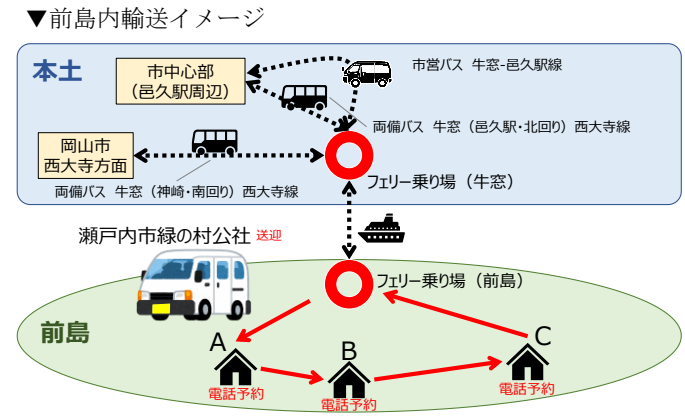 ▼前島内輸送イメージ
本土
市中心部
（邑久駅周辺）
市営バス 牛窓-邑久駅線
両備バス 牛窓（邑久駅・北回り）西大寺線
岡山市
西大寺方面
両備バス 牛窓（神崎・南回り）西大寺線
フェリー乗り場（牛窓）
瀬戸内市緑の村公社 送迎
フェリー乗り場（前島）
前島
A
B
C
電話予約
電話予約
電話予約